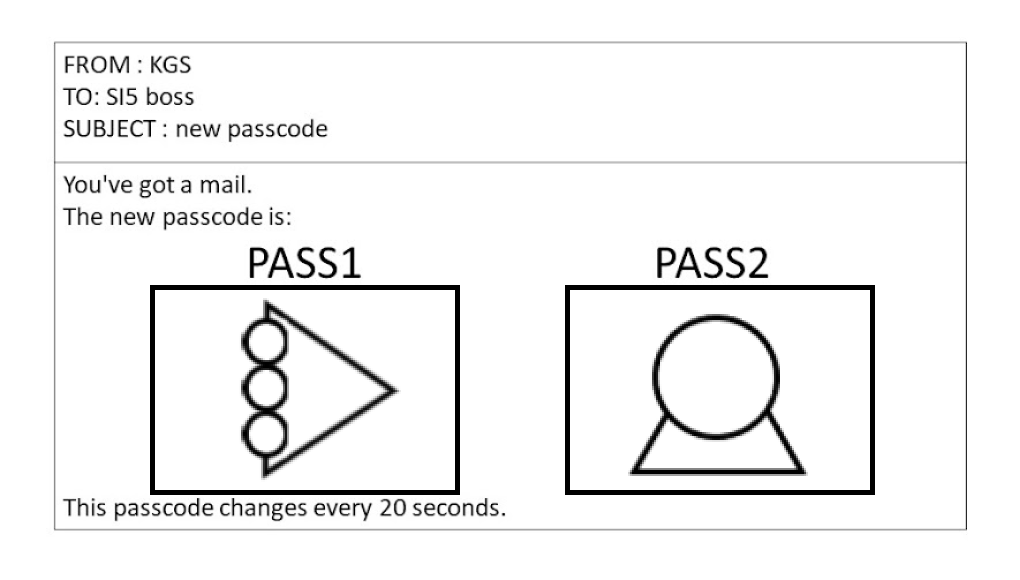 FROM : KGS
TO: SI5 boss
SUBJECT : new passcode
You've got a mail.
The new passcode is:
PASS1
PASS2
This passcode changes every 20 seconds.